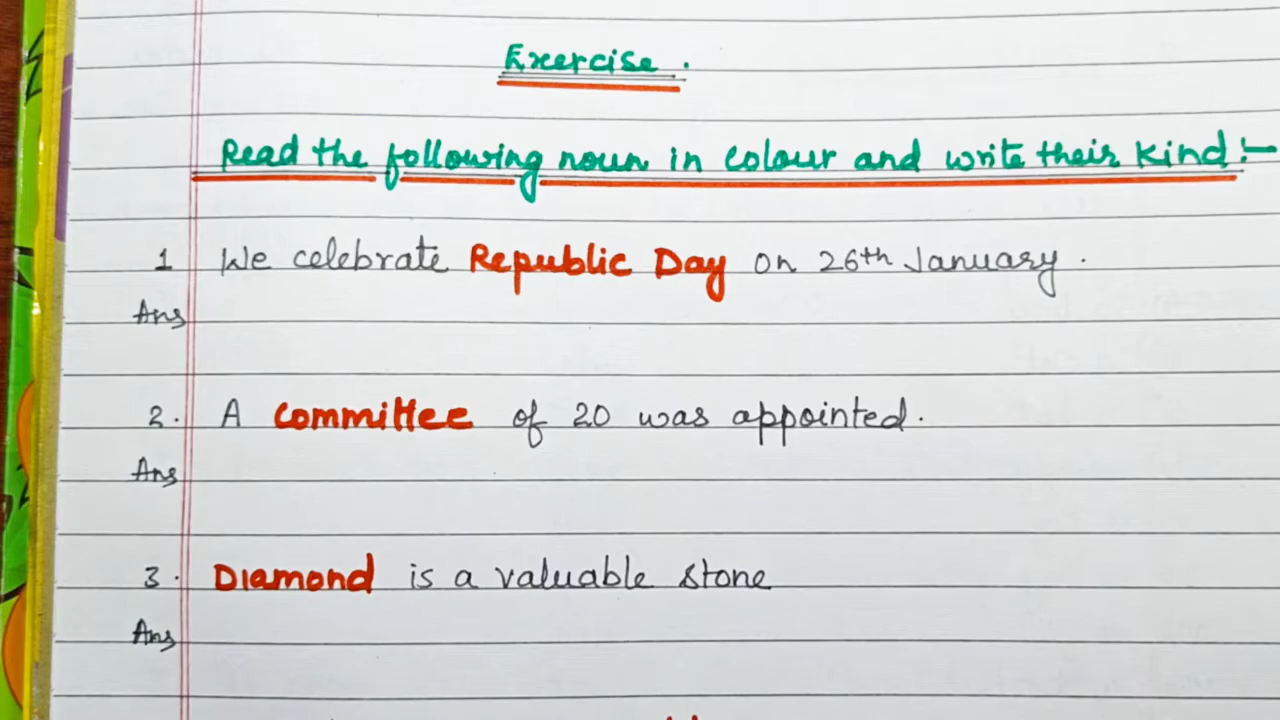 Exercise.
Read the following noun in colour and write their kind:-
1 We celebrate Republic Day on 26th January.
Ans
2. A committee of 20 was appointed.
Ans
3. Diamond is a valuable stone
Ans